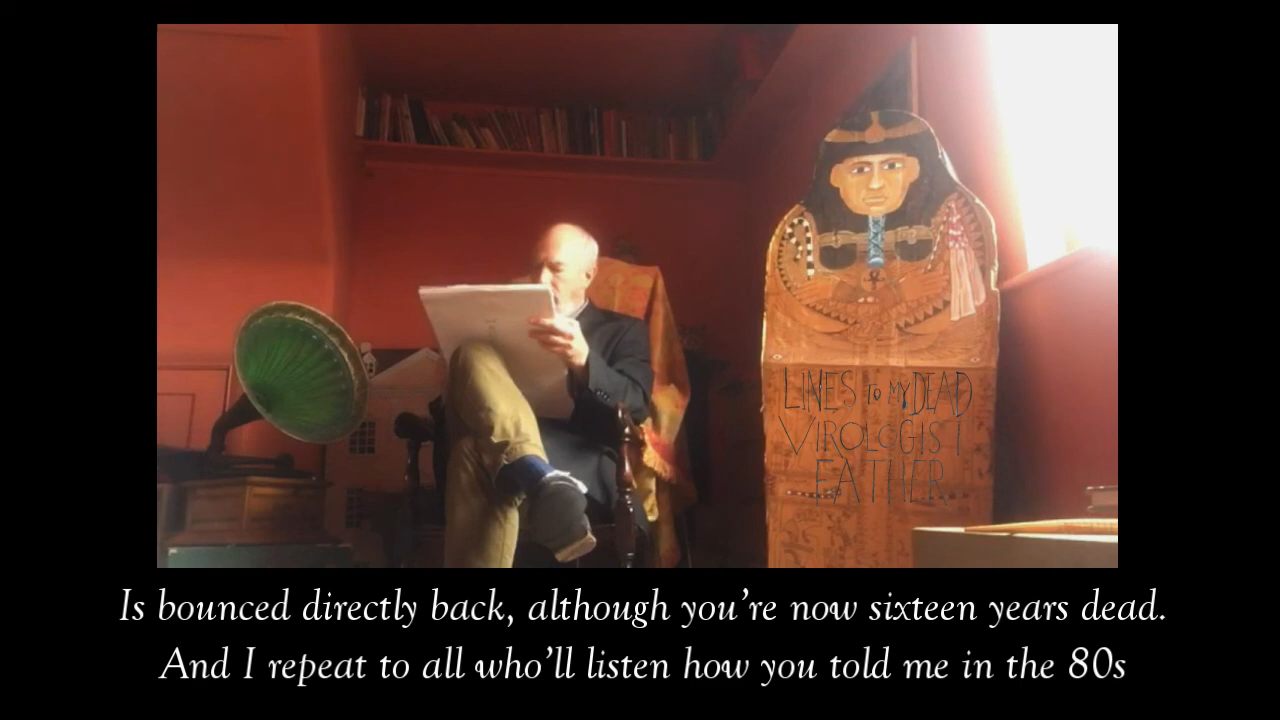 LINES TO MY DEAD
VIROLOGIST
FATHER
Is bounced directly back, although you’re now sixteen years dead.
And I repeat to all who’ll listen how you told me in the 80s